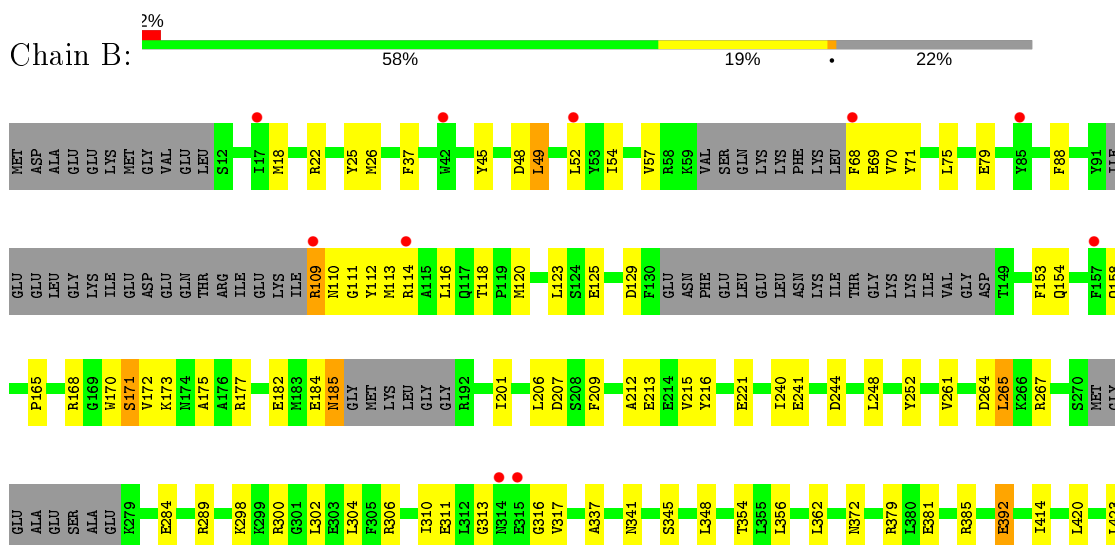 2%
Chain B:
58% 19% • 22%
MET ASP ALA GLU GLU LYS MET GLY VAL GLU LEU S12 I17 M18 R22 Y25 M26 F37 W42 Y45 D48 L49 L52 Y53 I54 V57 R58 K59 VAL SER GLN LYS LYS PHE LYS LEU F68 E69 V70 Y71 L75 E79 Y85 F88 Y91 ILE
GLU GLU LEU GLY LYS ILE GLU ASP GLU GLN THR ARG ILE GLU LYS ILE R109 N110 G111 Y112 M113 R114 A115 L116 Q117 T118 P119 M120 L123 S124 E125 D129 F130 GLU ASN PHE GLU LEU GLU LEU ASN LYS ILE THR GLY LYS LYS ILE VAL GLY ASP T149 F153 Q154 F157
P165 R168 G169 W170 S171 V172 K173 N174 A175 A176 R177 E182 M183 E184 N185 GLY MET LYS LEU GLY GLY R192 I201 L206 D207 S208 F209 A212 E213 E214 V215 Y216 E221 I240 E241 D244 L248 Y252 V261 D264 L265 K266 R267 S270 MET GLY
GLU ALA GLU SER ALA GLU K279 E284 R289 K298 K299 R300 G301 L302 E303 L304 F305 R306 I310 E311 L312 G313 N314 E315 G316 V317 A337 N341 S345 L348 T354 L355 L356 L362 N372 R379 L380 E381 R385 E392 I414 L420